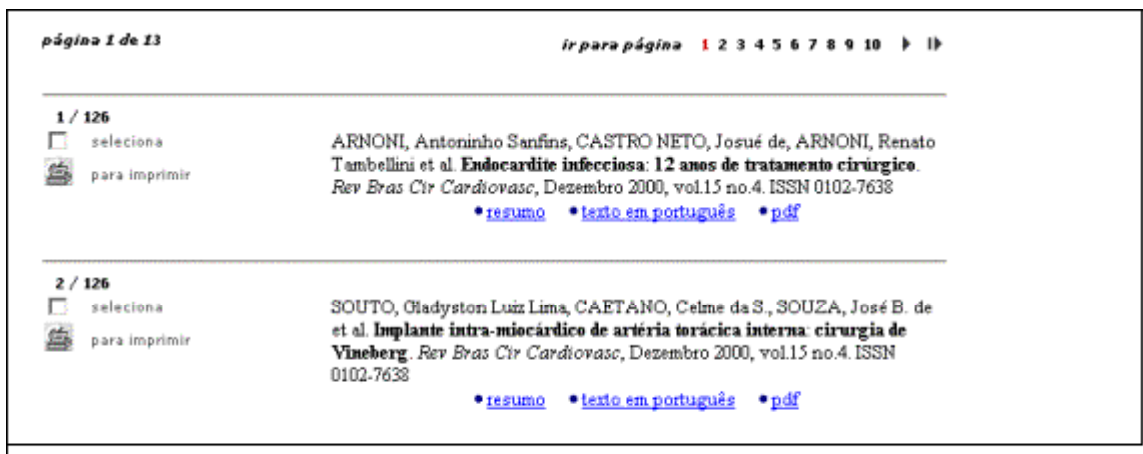 página 1 de 13
ir para página 1 2 3 4 5 6 7 8 9 10
1 / 126
seleciona
para imprimir
ARNONI, Antoninho Sanfins, CASTRO NETO, Josué de, ARNONI, Renato
Tambellini et al. Endocardite infecciosa: 12 anos de tratamento cirúrgico.
Rev Bras Cir Cardiovasc, Dezembro 2000, vol.15 no.4. ISSN 0102-7638
• resumo • texto em português • pdf
2 / 126
seleciona
para imprimir
SOUTO, Gladyston Luiz Lima, CAETANO, Celme da S., SOUZA, José B. de
et al. Implante intra-miocárdico de artéria torácica interna: cirurgia de
Vineberg. Rev Bras Cir Cardiovasc, Dezembro 2000, vol.15 no.4. ISSN
0102-7638
• resumo • texto em português • pdf